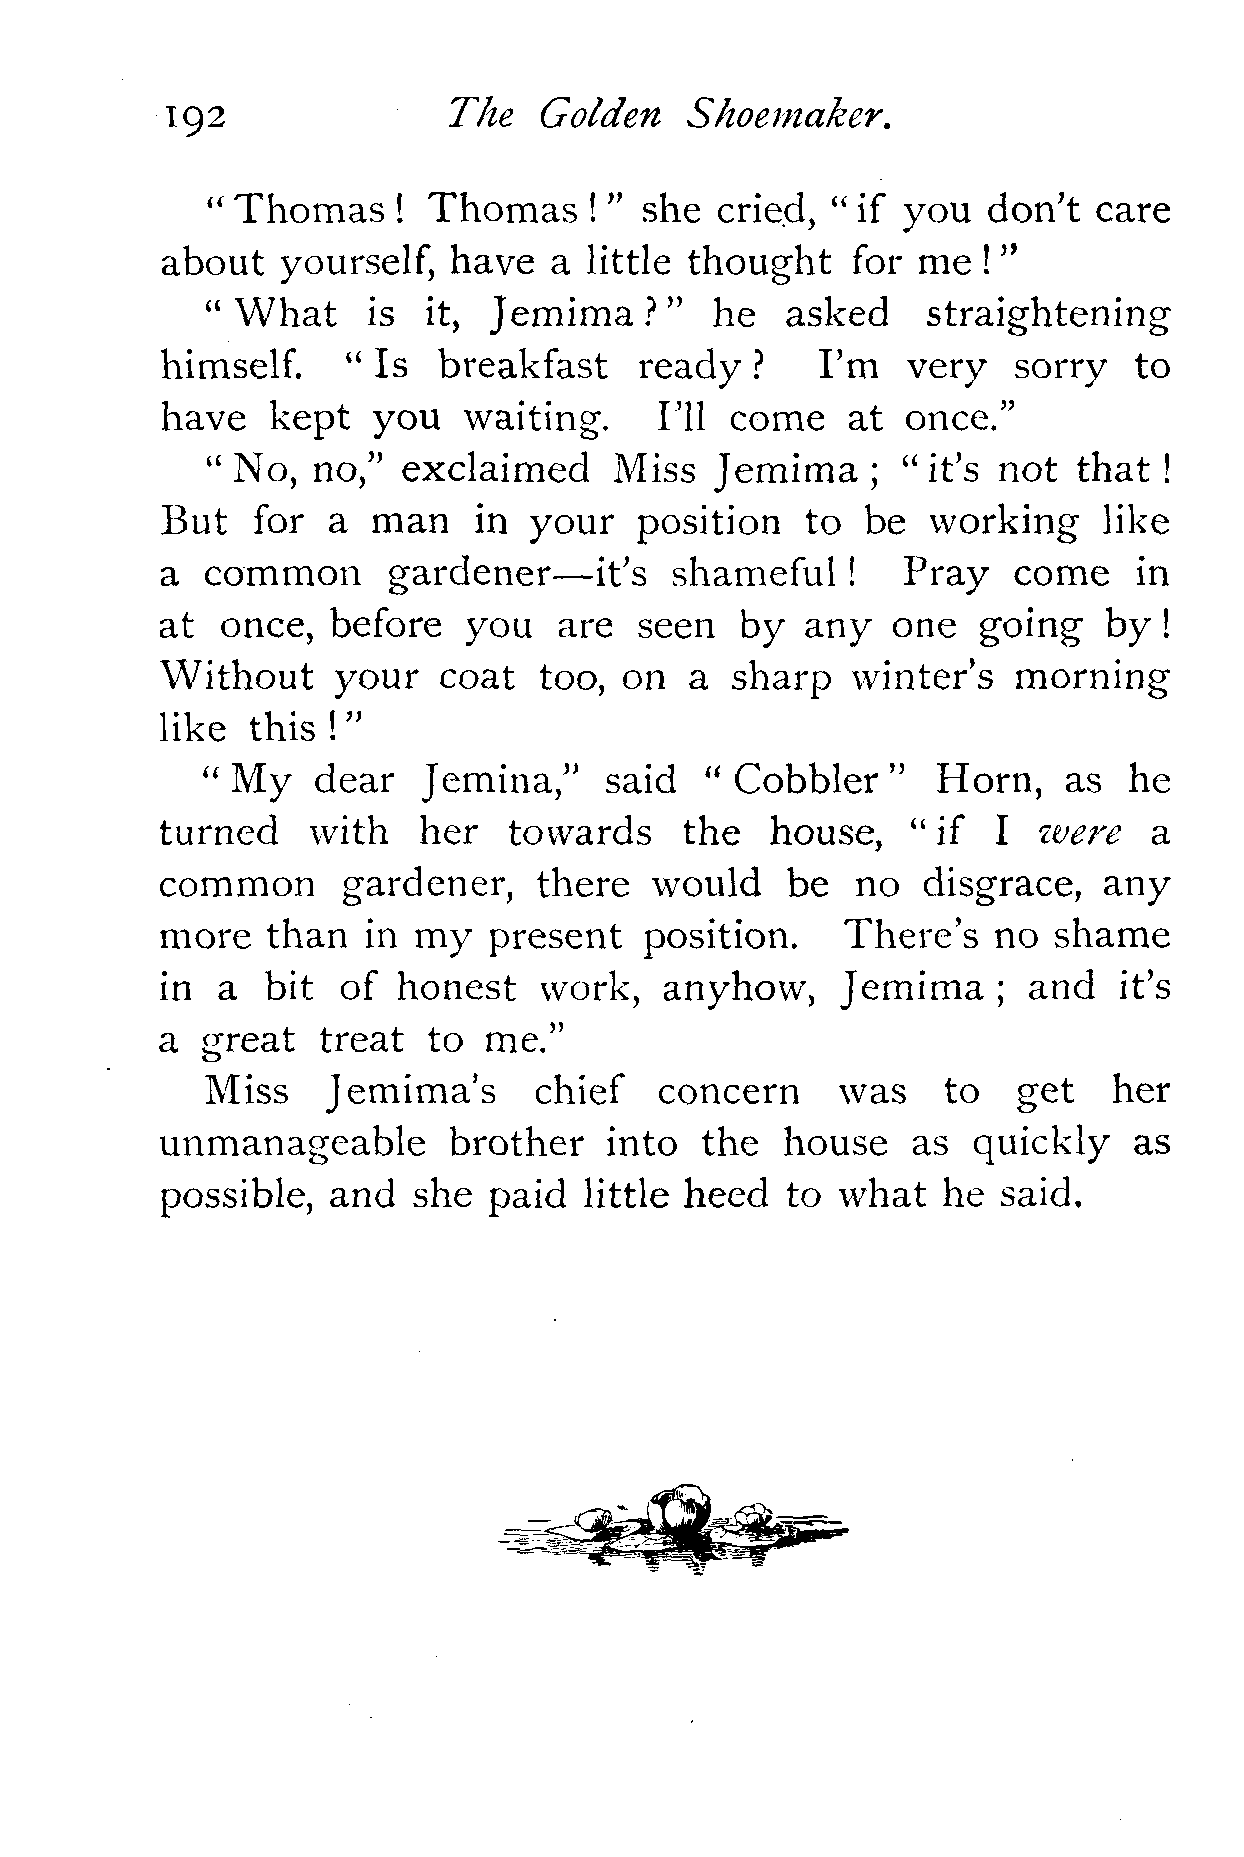 192 The Golden Shoemaker.
"Thomas! Thomas!" she cried, "if you don't care
about yourself, have a little thought for me!"
"What is it, Jemima?" he asked straightening
himself. "Is breakfast ready? I'm very sorry to
have kept you waiting. I'll come at once."
"No, no," exclaimed Miss Jemima; "it's not that!
But for a man in your position to be working like
a common gardener—it's shameful! Pray come in
at once, before you are seen by any one going by!
Without your coat too, on a sharp winter's morning
like this!"
"My dear Jemina," said "Cobbler" Horn, as he
turned with her towards the house, "if I were a
common gardener, there would be no disgrace, any
more than in my present position. There's no shame
in a bit of honest work, anyhow, Jemima; and it's
a great treat to me."
Miss Jemima's chief concern was to get her
unmanageable brother into the house as quickly as
possible, and she paid little heed to what he said.